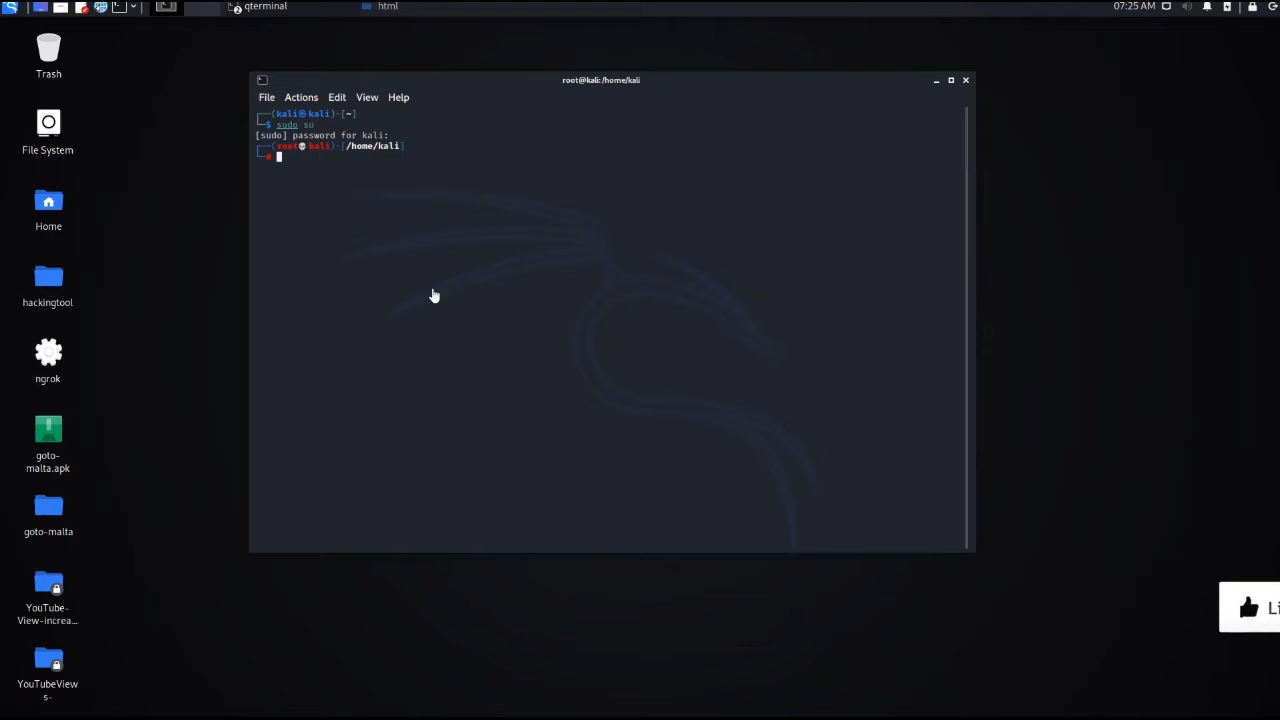 qterminal
html
07:25 AM
2
Trash
File System
Home
hackingtool
ngrok
goto-
malta.apk
goto-malta
YouTube-
View-increa...
YouTubeView
s-
root@kali: /home/kali
File Actions Edit View Help
┌──(kali㉿kali)-[~]
└─$ sudo su
[sudo] password for kali:
┌──(root💀kali)-[/home/kali]
└─#
Li